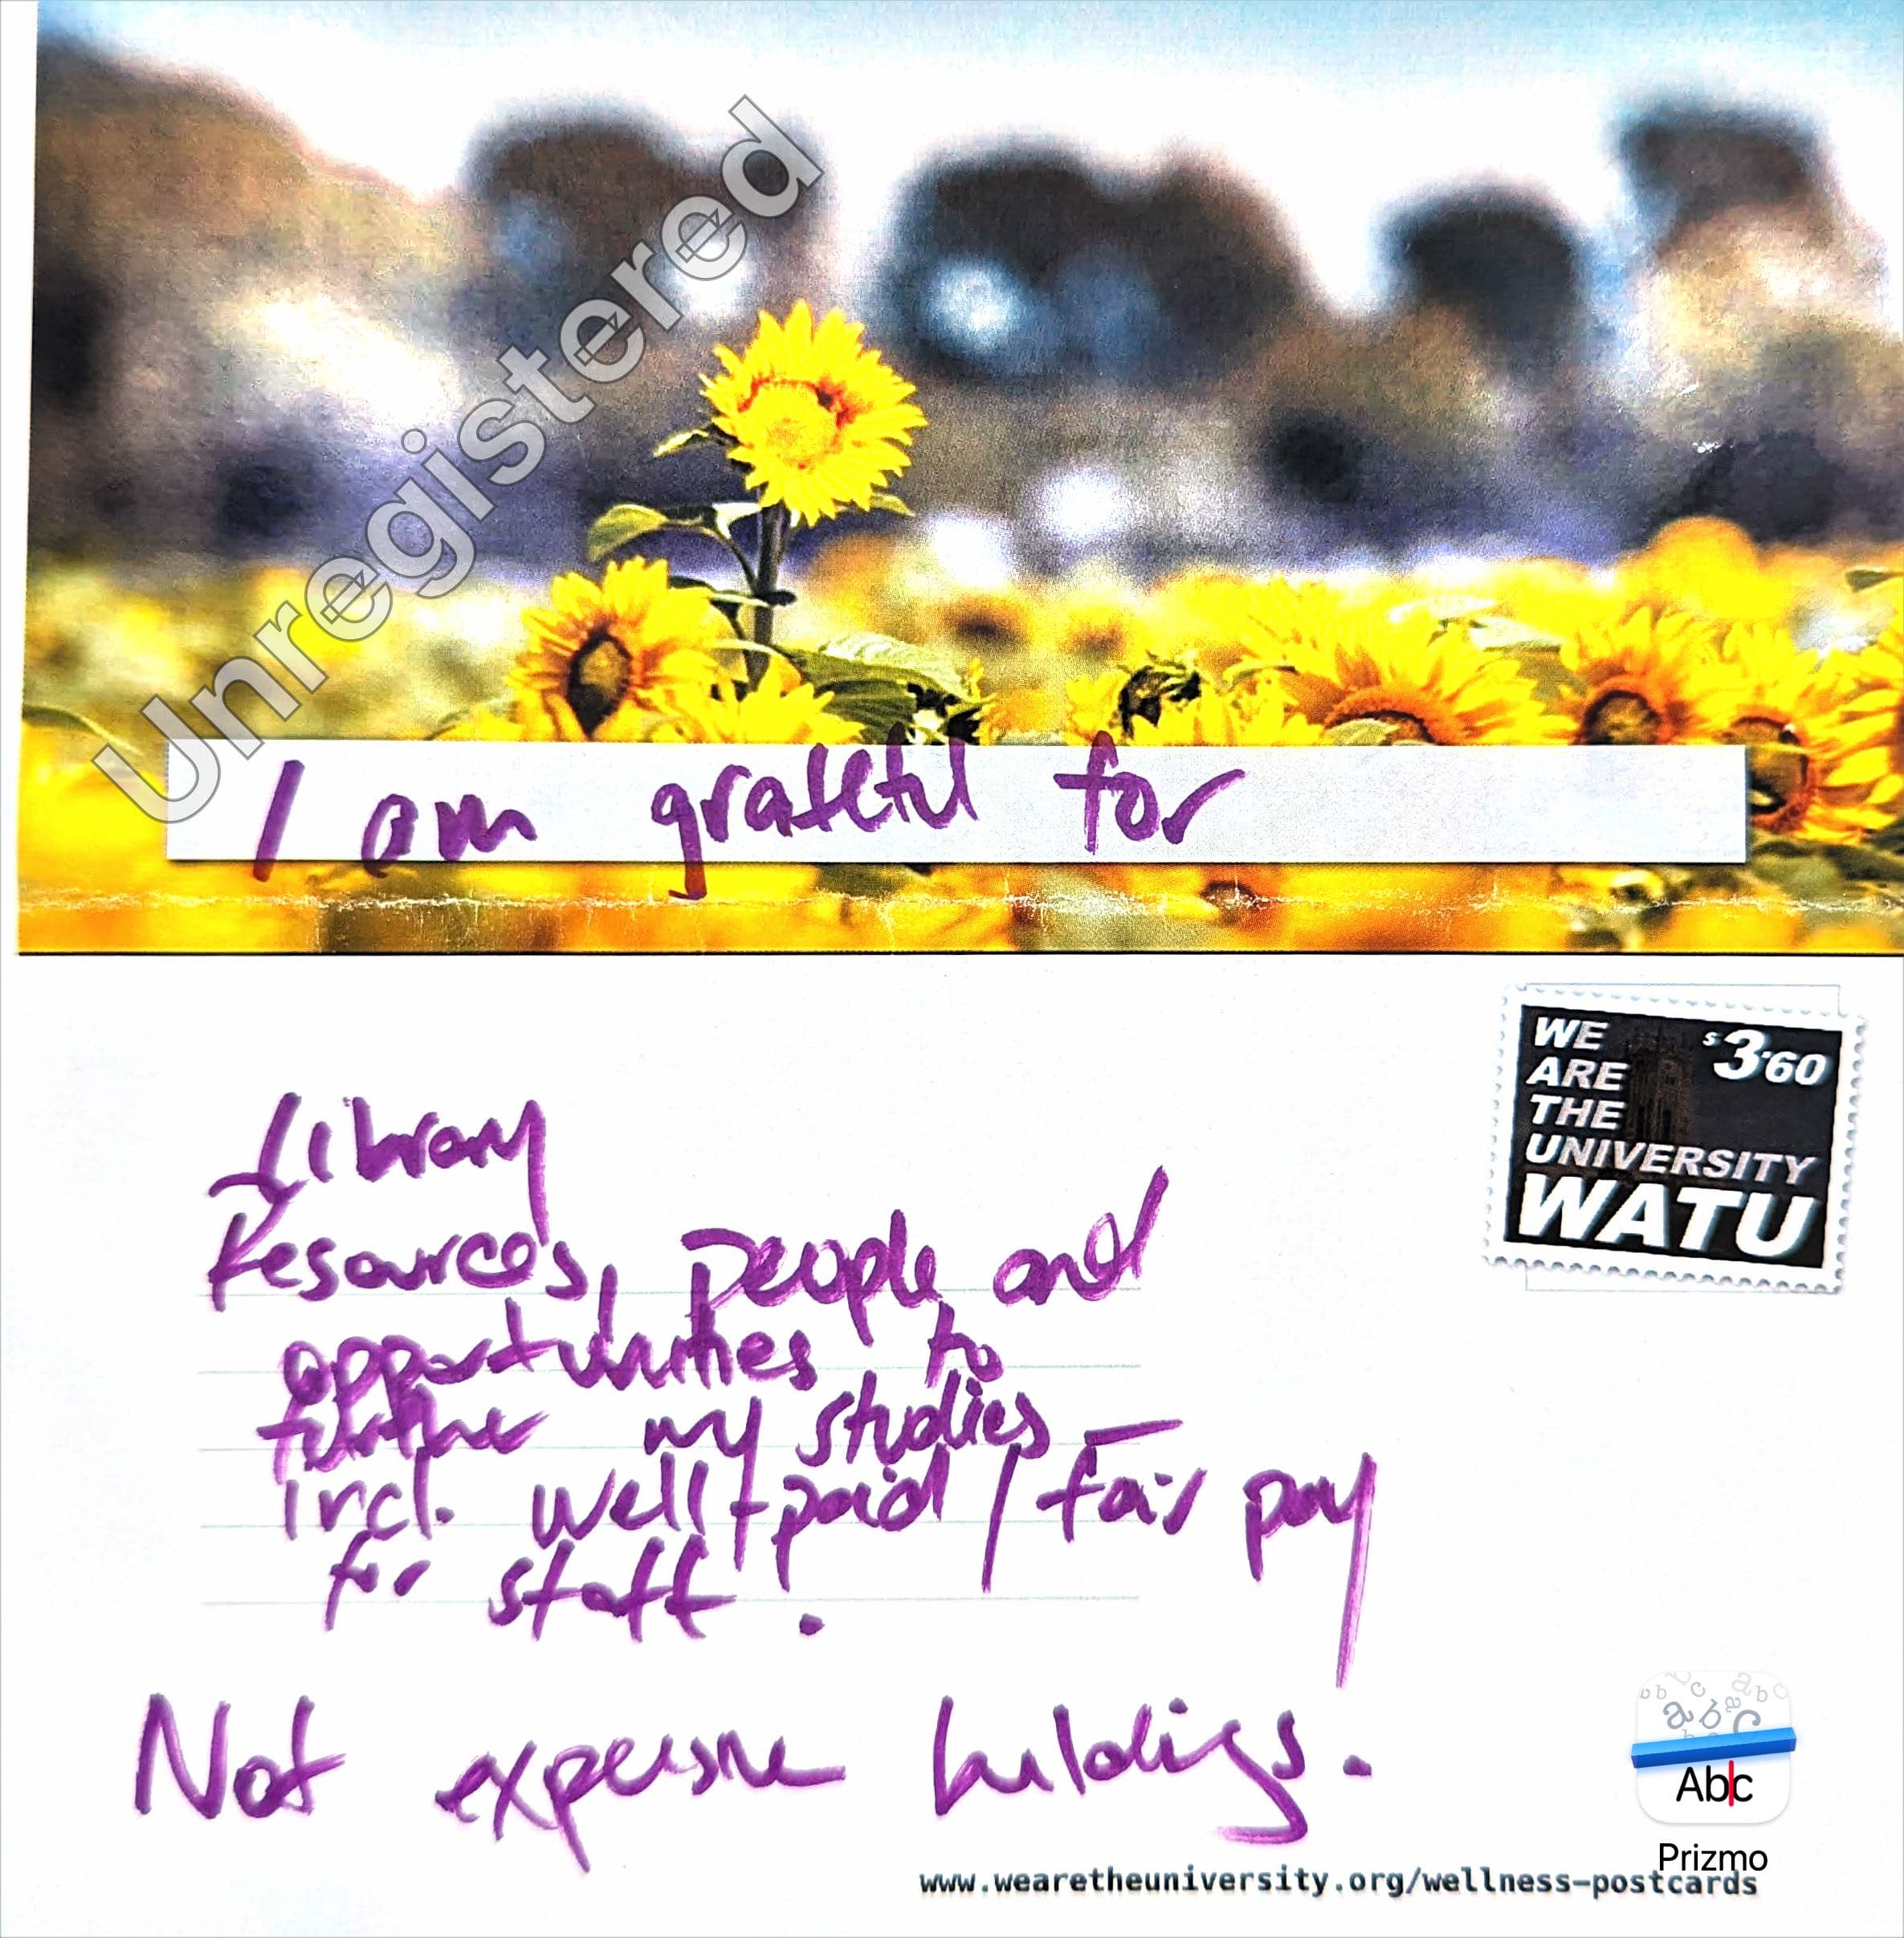 Unregistered
I am grateful for
WE
ARE
THE
UNIVERSITY
WATU
$3.60
Library
Resources, people and
opportunities to
further my studies —
incl. well-paid / fair pay
for staff.
Not expensive buildings.
abc
Abc
Prizmo
www.wearetheuniversity.org/wellness-postcards